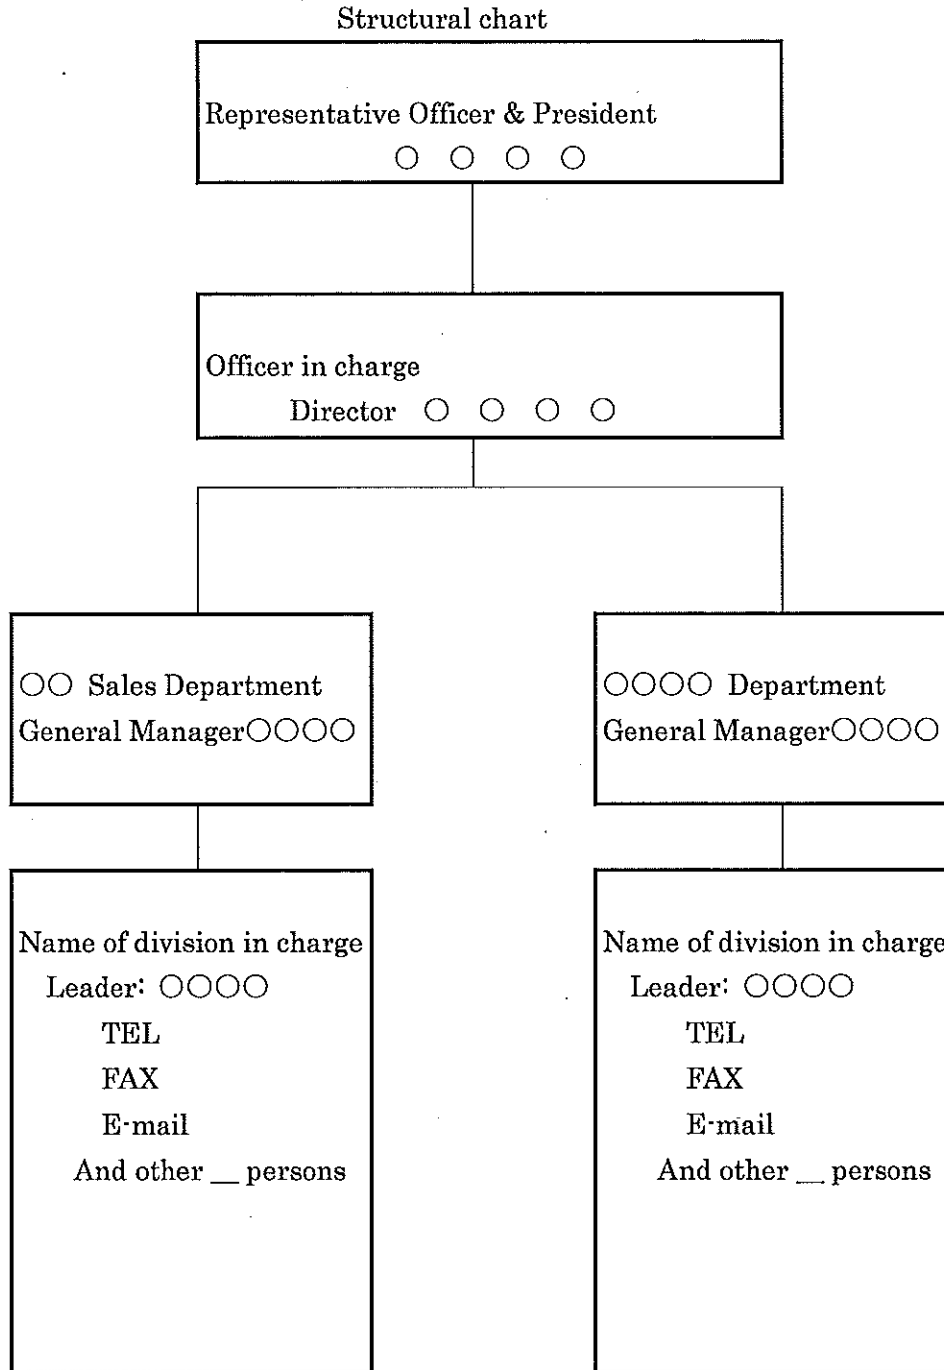 Structural chart
Representative Officer & President
○ ○ ○ ○
Officer in charge
Director ○ ○ ○ ○
○○ Sales Department
General Manager○○○○
○○○○ Department
General Manager○○○○
Name of division in charge
Leader: ○○○○
TEL
FAX
E-mail
And other __ persons
Name of division in charge
Leader: ○○○○
TEL
FAX
E-mail
And other __ persons